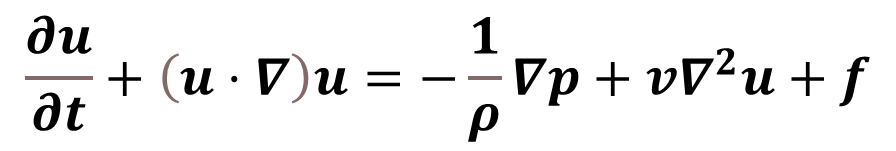 ∂u/∂t + (u · ∇)u = − 1/ρ ∇p + v∇²u + f